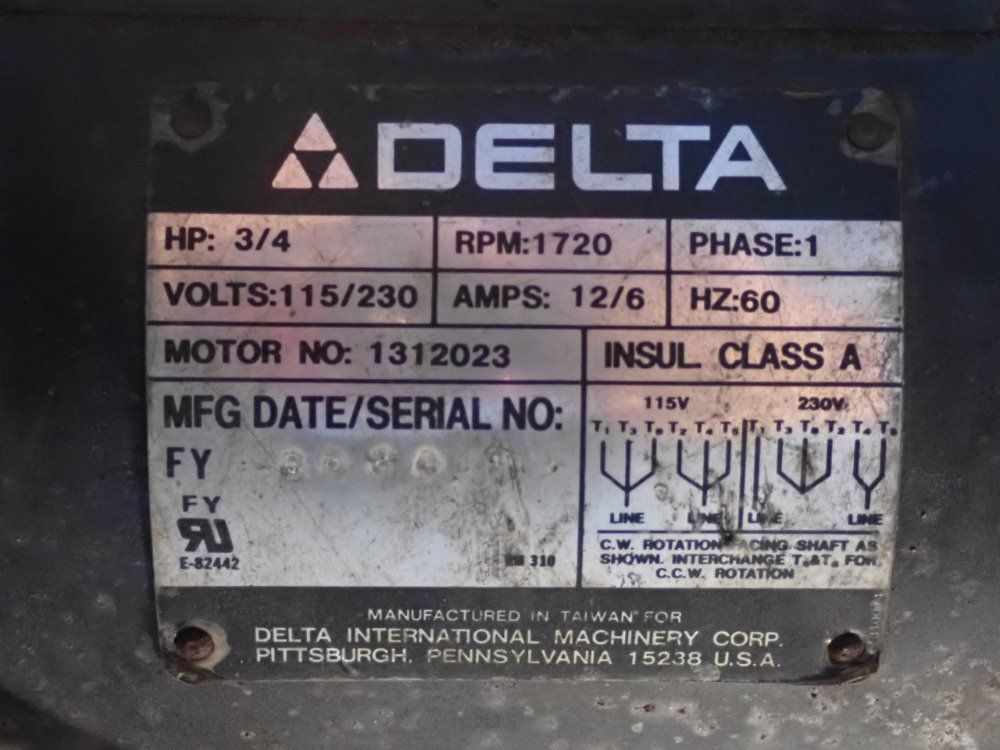 DELTA
HP: 3/4 RPM:1720 PHASE:1
VOLTS:115/230 AMPS: 12/6 HZ:60
MOTOR NO: 1312023 INSUL. CLASS A
MFG DATE/SERIAL NO:
FY
FY
E-82442
310
115V 230V
LINE LINE LINE LINE
C.W. ROTATION FACING SHAFT AS
SHOWN. INTERCHANGE FOR
C.C.W. ROTATION
MANUFACTURED IN TAIWAN FOR
DELTA INTERNATIONAL MACHINERY CORP.
PITTSBURGH, PENNSYLVANIA 15238 U.S.A.